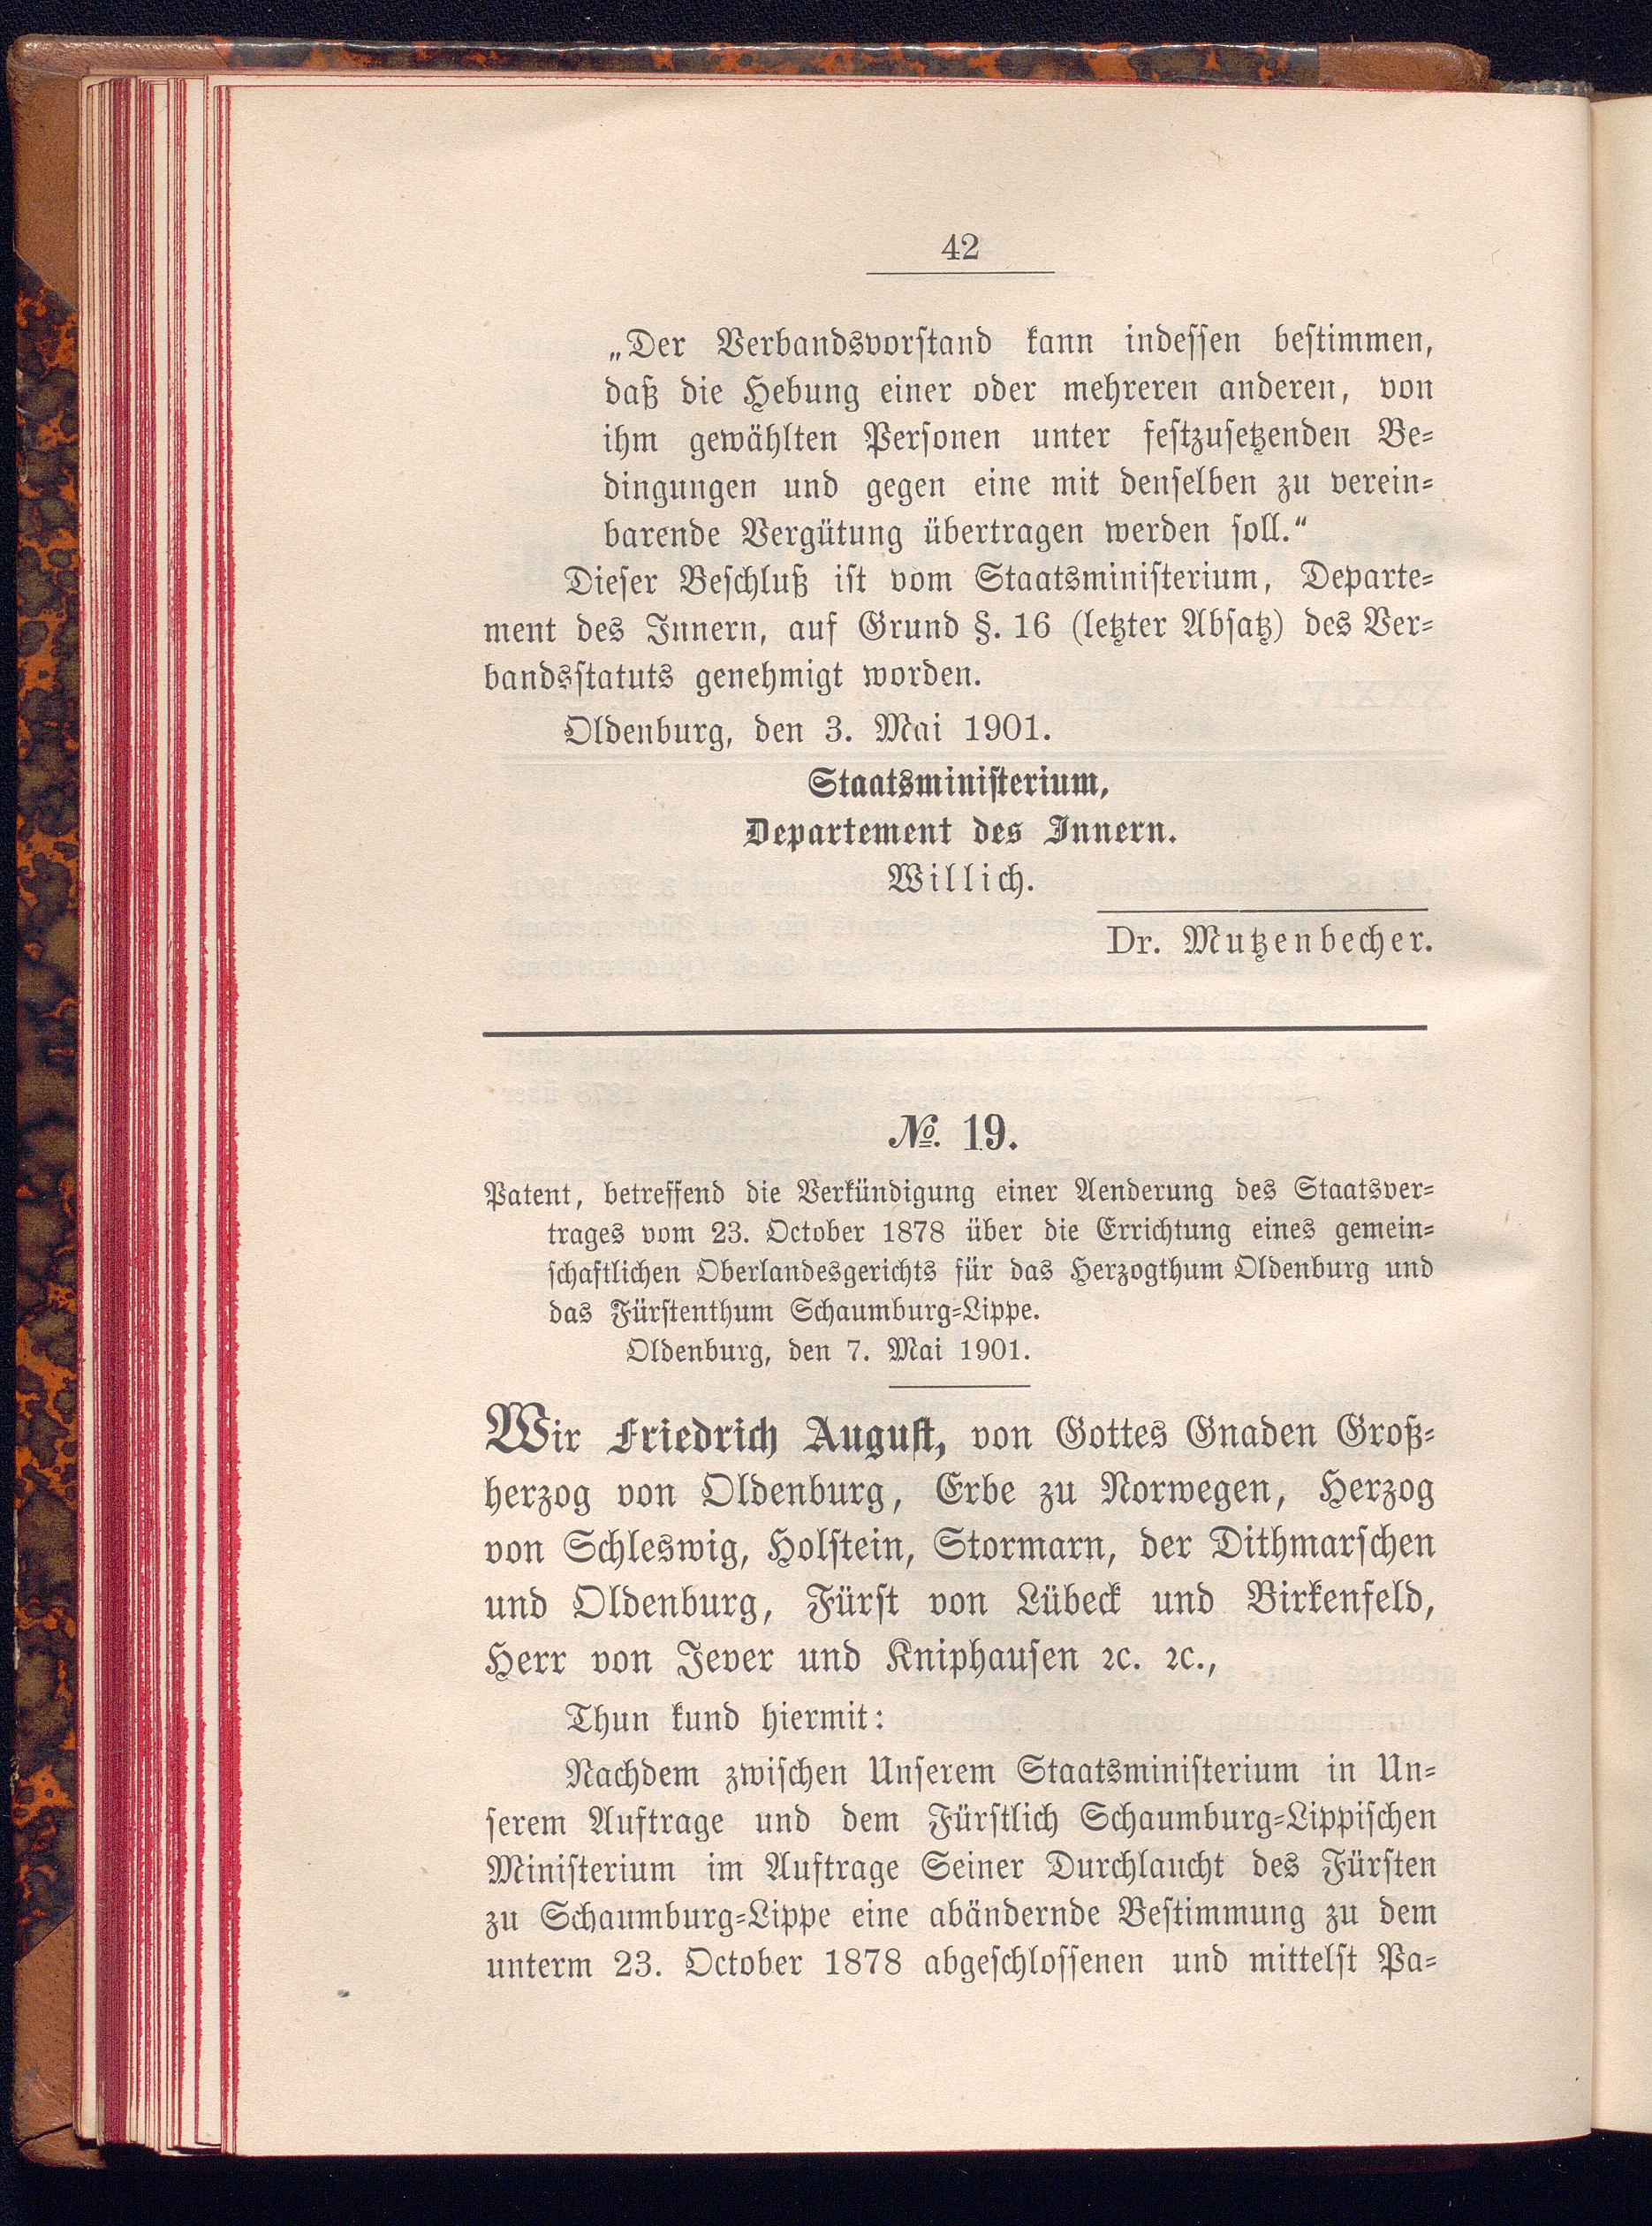 42
„Der Verbandsvorstand kann indessen bestimmen,
daß die Hebung einer oder mehreren anderen, von
ihm gewählten Personen unter festzusetzenden Be-
dingungen und gegen eine mit denselben zu verein-
barende Vergütung übertragen werden soll.“
Dieser Beschluß ist vom Staatsministerium, Departe-
ment des Innern, auf Grund §. 16 (letzter Absatz) des Ver-
bandsstatuts genehmigt worden.
Oldenburg, den 3. Mai 1901.
Staatsministerium,
Departement des Innern.
Willich.
Dr. Mutzenbecher.
№. 19.
Patent, betreffend die Verkündigung einer Aenderung des Staatsver-
trages vom 23. October 1878 über die Errichtung eines gemein-
schaftlichen Oberlandesgerichts für das Herzogthum Oldenburg und
das Fürstenthum Schaumburg-Lippe.
Oldenburg, den 7. Mai 1901.
Wir Friedrich August, von Gottes Gnaden Groß-
herzog von Oldenburg, Erbe zu Norwegen, Herzog
von Schleswig, Holstein, Stormarn, der Dithmarschen
und Oldenburg, Fürst von Lübeck und Birkenfeld,
Herr von Jever und Kniphausen ꝛc. ꝛc.,
Thun kund hiermit:
Nachdem zwischen Unserem Staatsministerium in Un-
serem Auftrage und dem Fürstlich Schaumburg-Lippischen
Ministerium im Auftrage Seiner Durchlaucht des Fürsten
zu Schaumburg-Lippe eine abändernde Bestimmung zu dem
unterm 23. October 1878 abgeschlossenen und mittelst Pa-